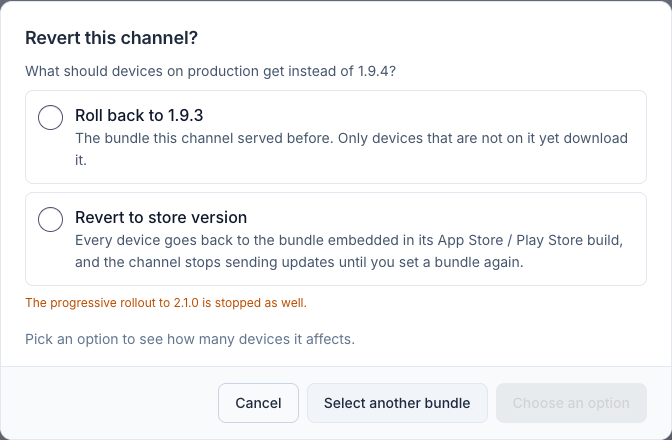 Revert this channel?
What should devices on production get instead of 1.9.4?
Roll back to 1.9.3
The bundle this channel served before. Only devices that are not on it yet download
it.
Revert to store version
Every device goes back to the bundle embedded in its App Store / Play Store build,
and the channel stops sending updates until you set a bundle again.
The progressive rollout to 2.1.0 is stopped as well.
Pick an option to see how many devices it affects.
Cancel
Select another bundle
Choose an option